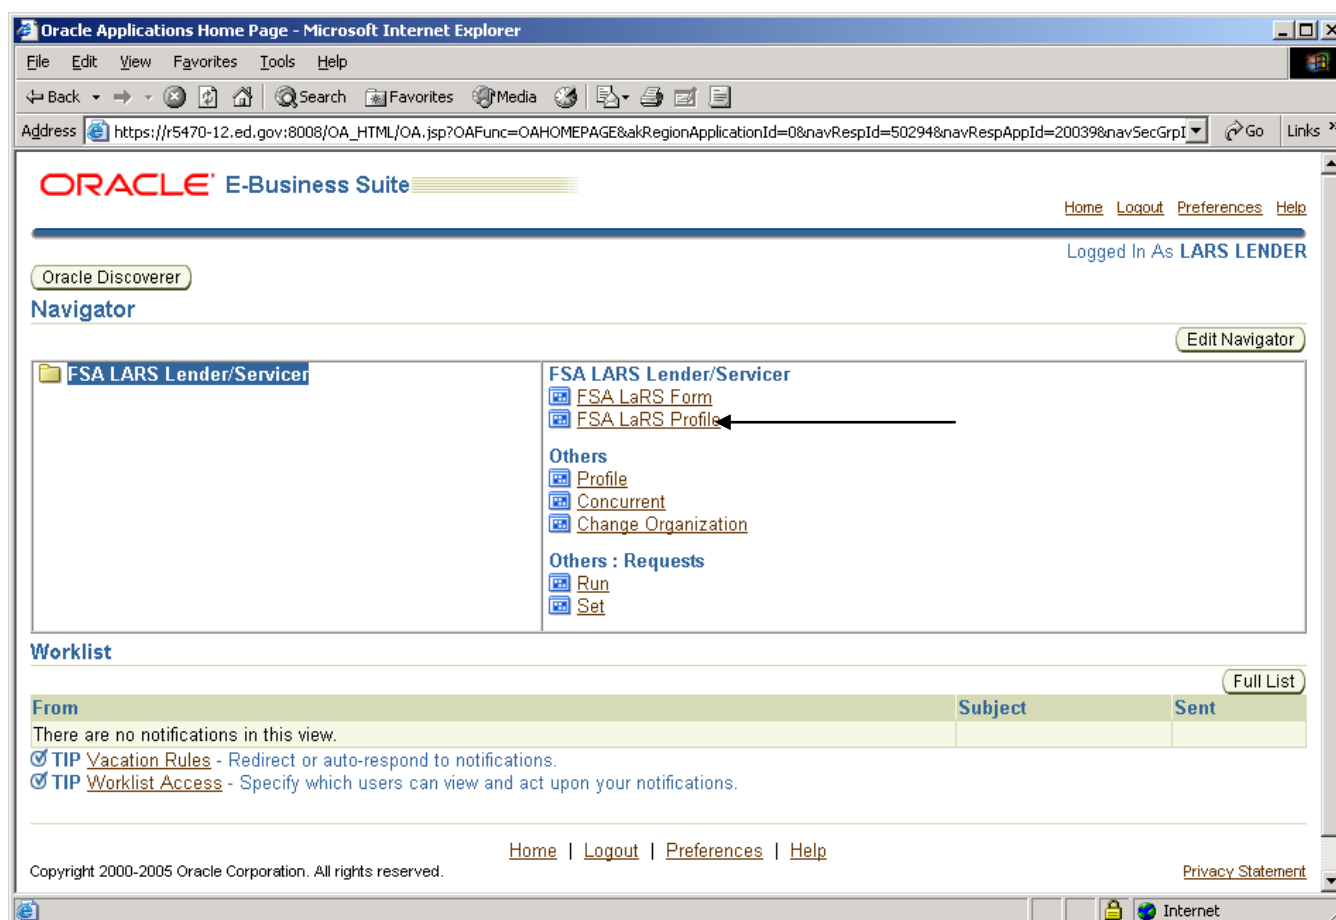 Oracle Applications Home Page - Microsoft Internet Explorer
File Edit View Favorites Tools Help
Back Search Favorites Media
Address https://r5470-12.ed.gov:8008/OA_HTML/OA.jsp?OAFunc=OAHOMEPAGE&akRegionApplicationId=0&navRespId=50294&navRespAppId=20039&navSecGrpI Go Links »
ORACLE® E-Business Suite
Home Logout Preferences Help
Logged In As LARS LENDER
Oracle Discoverer
Navigator
Edit Navigator
FSA LARS Lender/Servicer
FSA LARS Lender/Servicer
FSA LaRS Form
FSA LaRS Profile
Others
Profile
Concurrent
Change Organization
Others : Requests
Run
Set
Worklist
Full List
From Subject Sent
There are no notifications in this view.
TIP Vacation Rules - Redirect or auto-respond to notifications.
TIP Worklist Access - Specify which users can view and act upon your notifications.
Home | Logout | Preferences | Help
Copyright 2000-2005 Oracle Corporation. All rights reserved. Privacy Statement
Internet